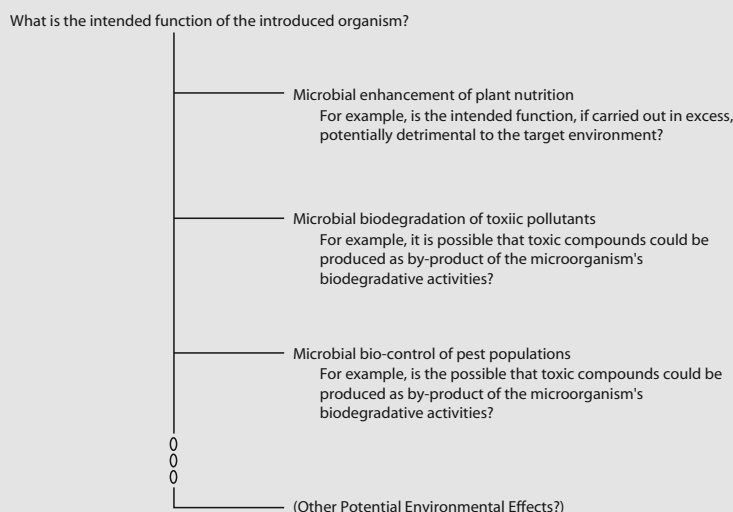 What is the intended function of the introduced organism?
Microbial enhancement of plant nutrition
For example, is the intended function, if carried out in excess,
potentially detrimental to the target environment?
Microbial biodegradation of toxiic pollutants
For example, it is possible that toxic compounds could be
produced as by-product of the microorganism's
biodegradative activities?
Microbial bio-control of pest populations
For example, is the possible that toxic compounds could be
produced as by-product of the microorganism's
biodegradative activities?
(Other Potential Environmental Effects?)